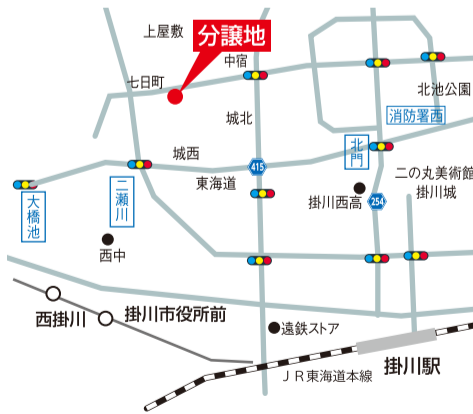 上屋敷
分譲地
中宿
七日町
北池公園
城北
消防署西
城西
北門
415
東海道
二の丸美術館
掛川城
大橋池
二瀬川
掛川西高
254
西中
西掛川
掛川市役所前
遠鉄ストア
掛川駅
JR東海道本線